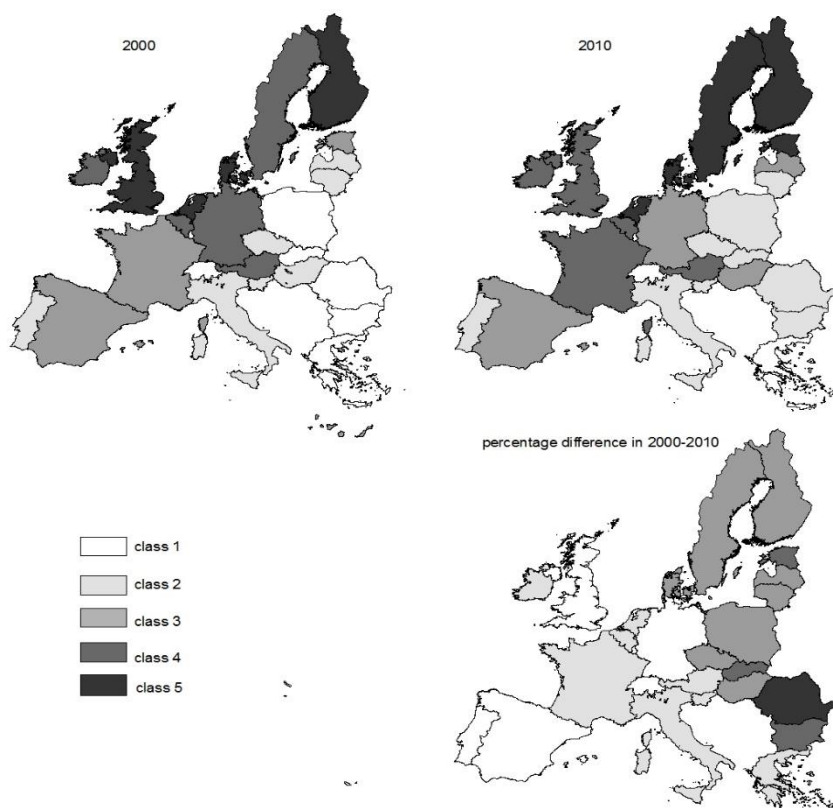 2000
2010
percentage difference in 2000-2010
class 1
class 2
class 3
class 4
class 5